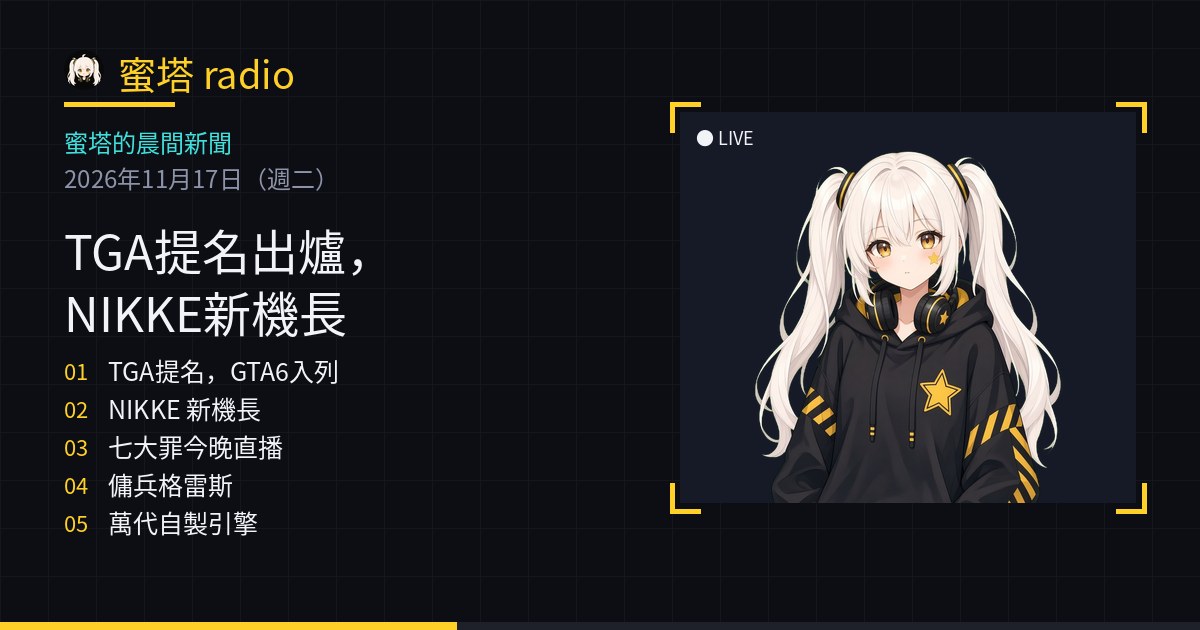 蜜塔 radio
蜜塔的晨間新聞
2026年11月17日（週二）
TGA提名出爐，
NIKKE新機長
01 TGA提名，GTA6入列
02 NIKKE 新機長
03 七大罪今晚直播
04 傭兵格雷斯
05 萬代自製引擎
LIVE